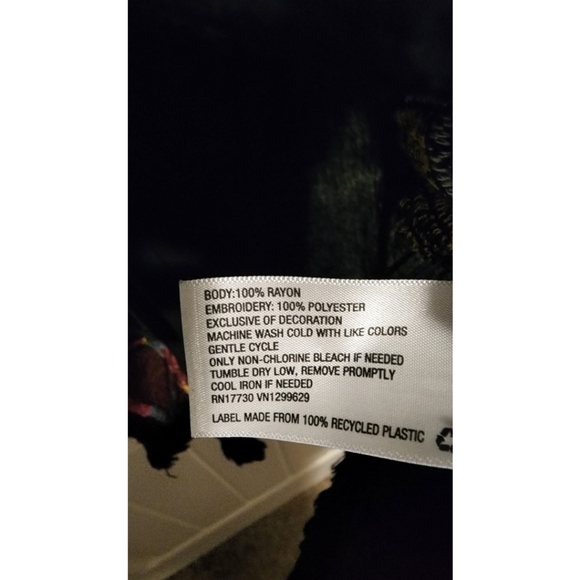 BODY:100% RAYON
EMBROIDERY: 100% POLYESTER
EXCLUSIVE OF DECORATION
MACHINE WASH COLD WITH LIKE COLORS
GENTLE CYCLE
ONLY NON-CHLORINE BLEACH IF NEEDED
TUMBLE DRY LOW, REMOVE PROMPTLY
COOL IRON IF NEEDED
RN17730 VN1299629
LABEL MADE FROM 100% RECYCLED PLASTIC